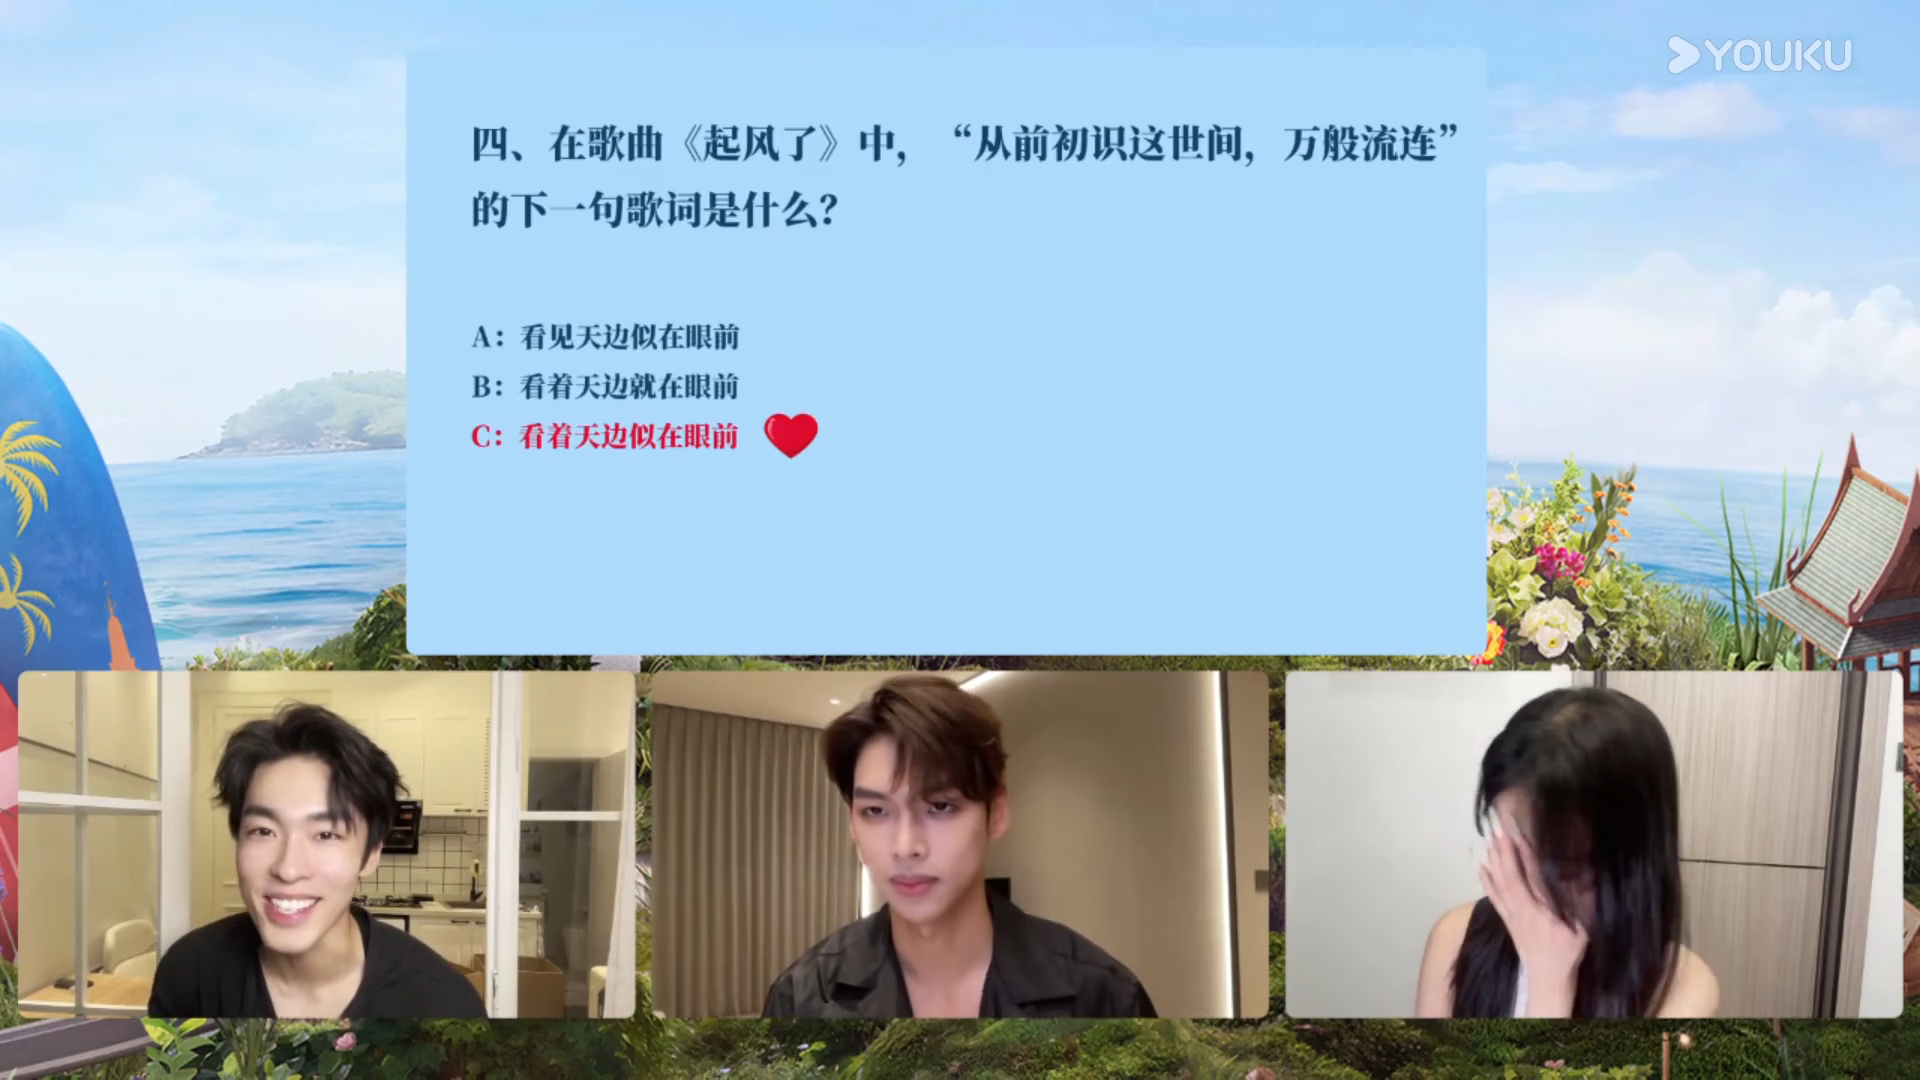 YOUKU
四、在歌曲《起风了》中，“从前初识这世间，万般流连”
的下一句歌词是什么？
A：看见天边似在眼前
B：看着天边就在眼前
C：看着天边似在眼前